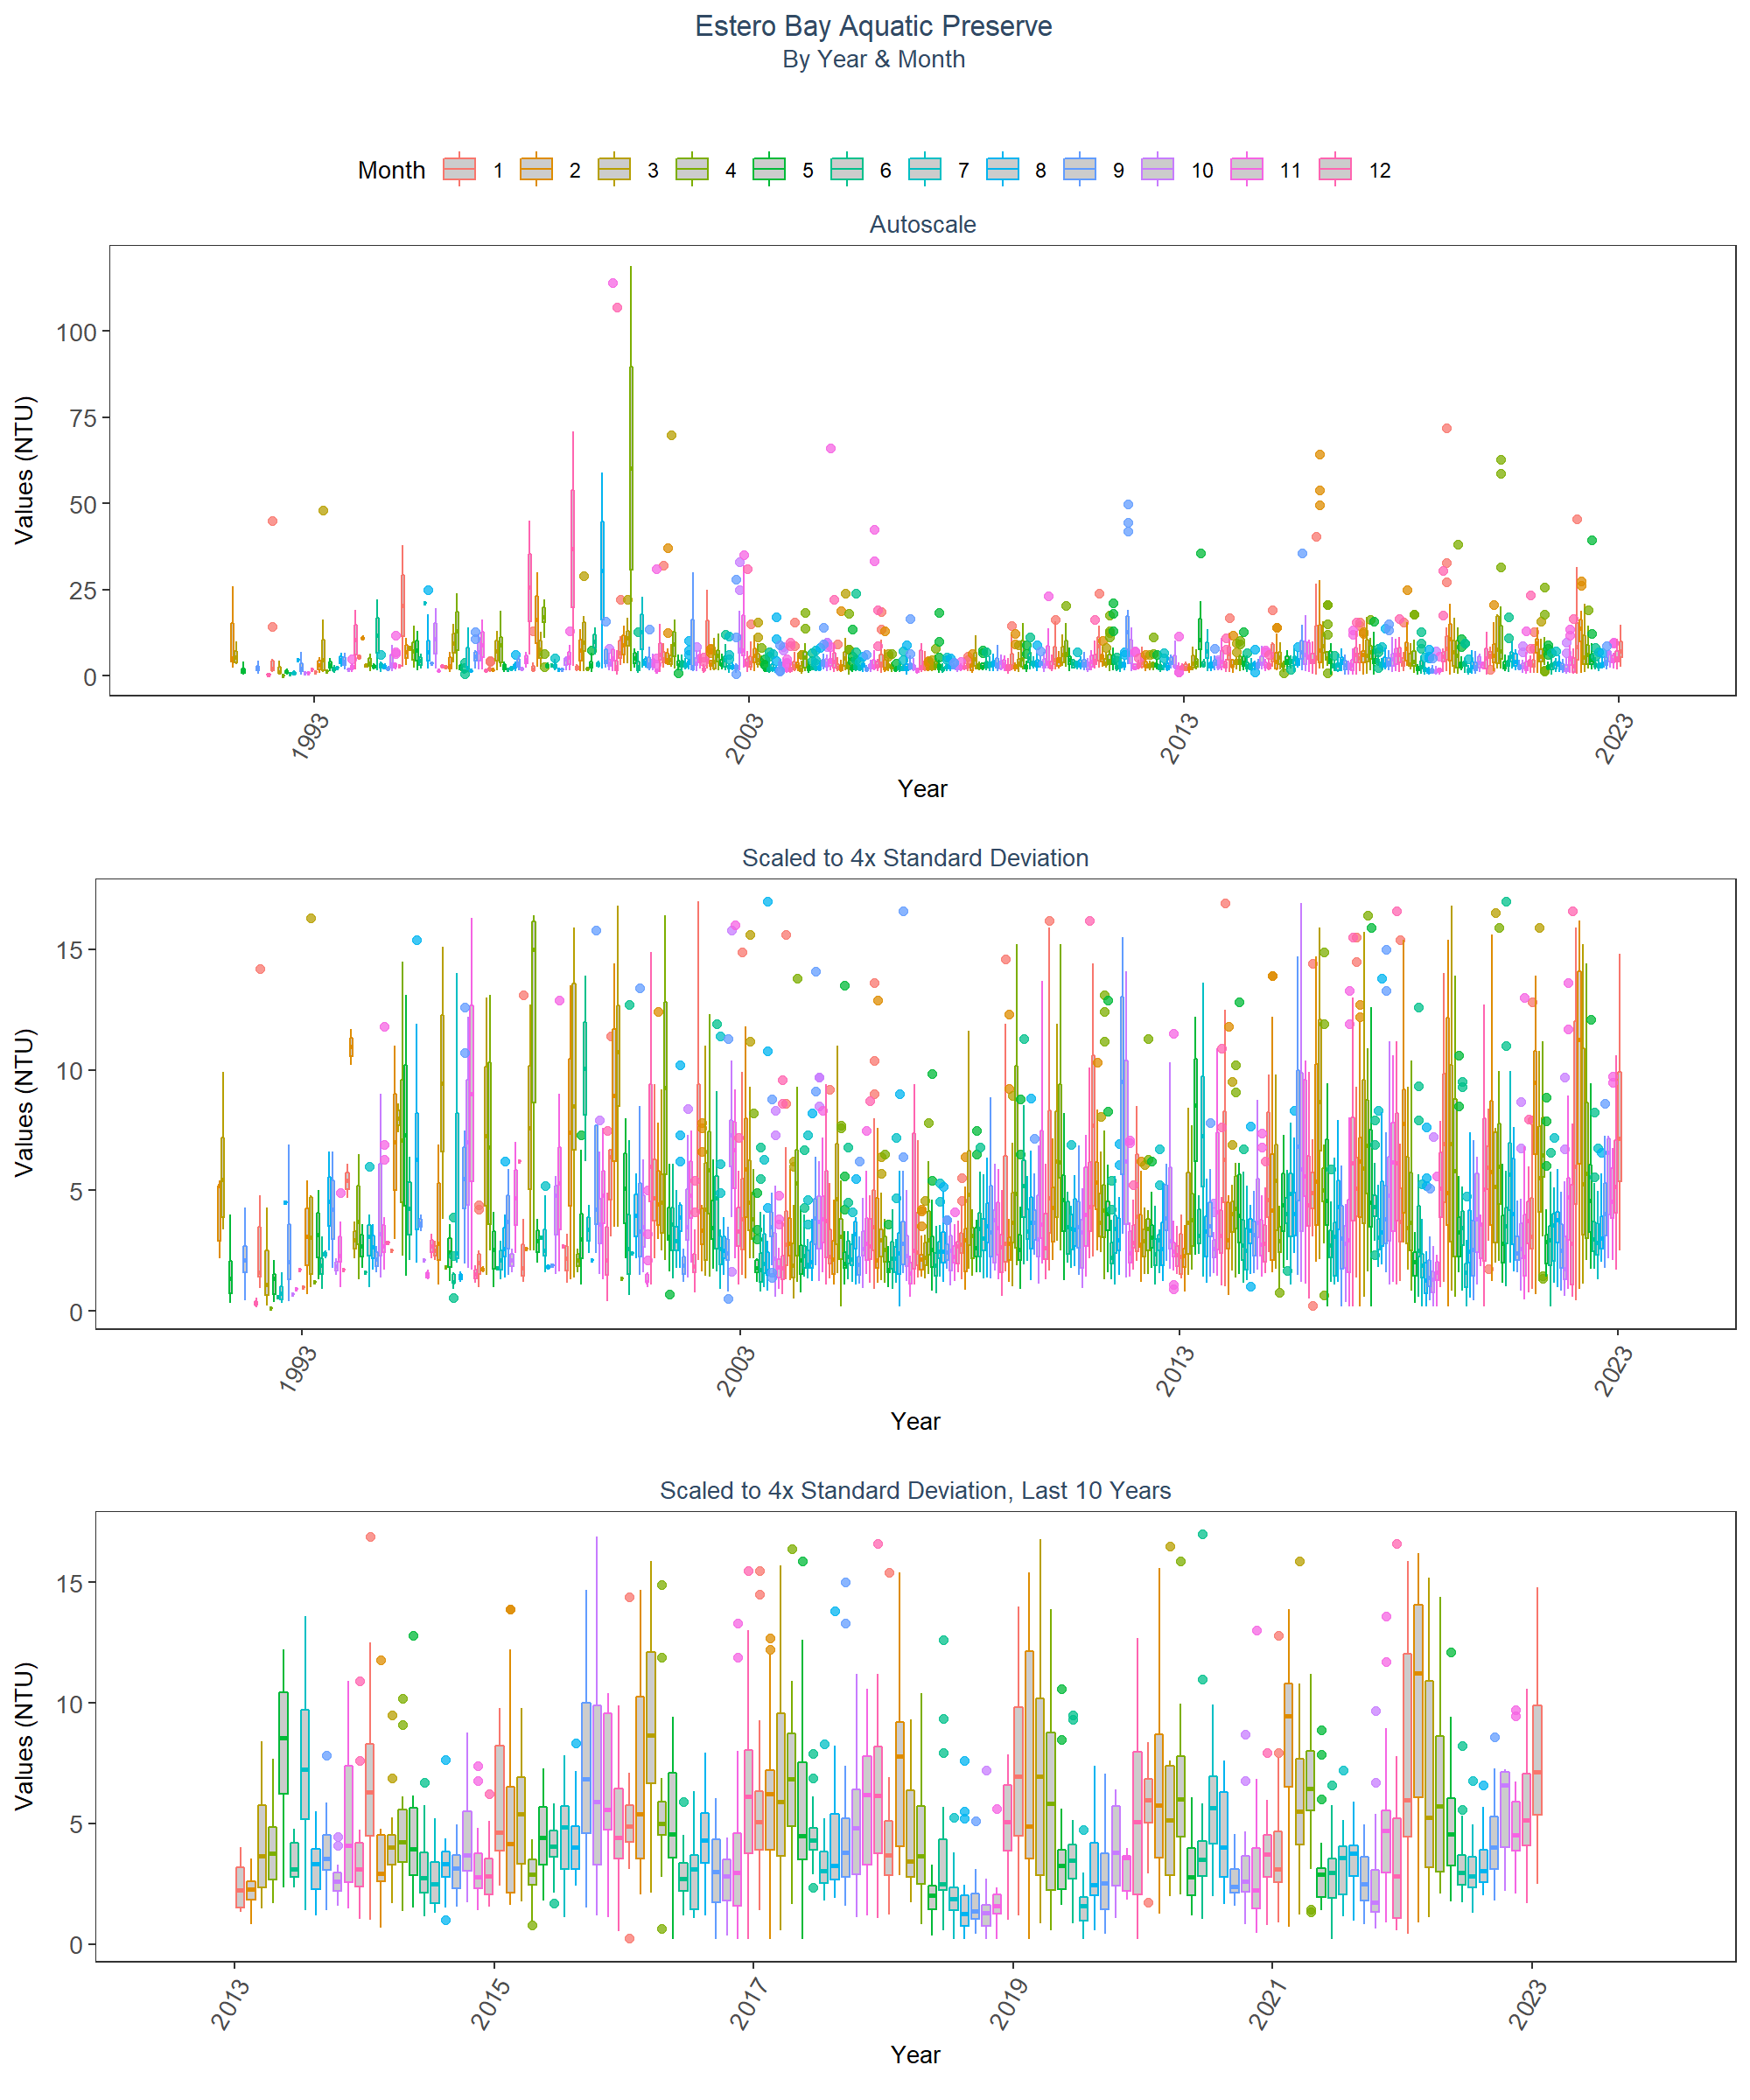 Estero Bay Aquatic Preserve
By Year & Month
Month 1 2 3 4 5 6 7 8 9 10 11 12
Autoscale
Values (NTU)
100
75
50
25
0
1993 2003 2013 2023
Year
Scaled to 4x Standard Deviation
Values (NTU)
15
10
5
0
1993 2003 2013 2023
Year
Scaled to 4x Standard Deviation, Last 10 Years
Values (NTU)
15
10
5
0
2013 2015 2017 2019 2021 2023
Year